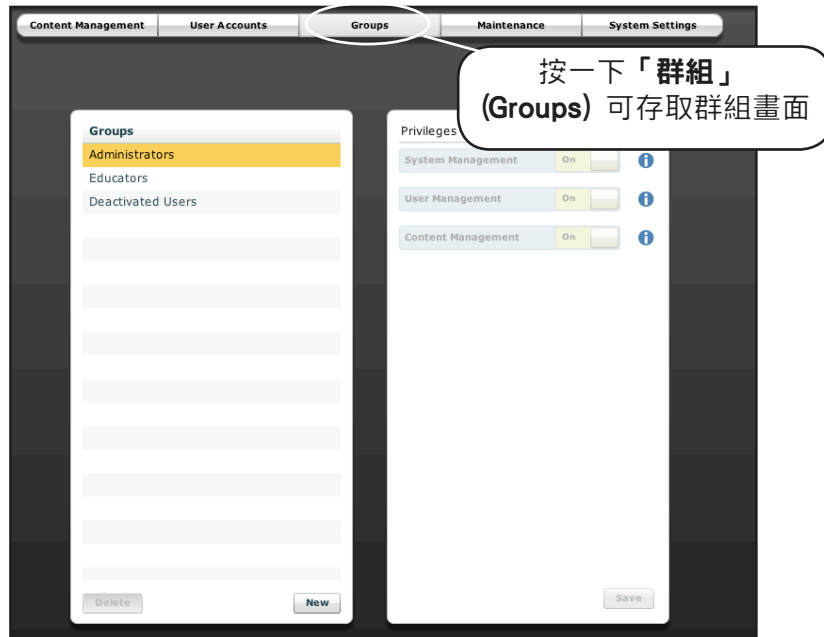 Content Management User Accounts Groups Maintenance System Settings
按一下「群組」
(Groups) 可存取群組畫面
Groups
Administrators
Educators
Deactivated Users
Delete New
Privileges
System Management On
User Management On
Content Management On
Save